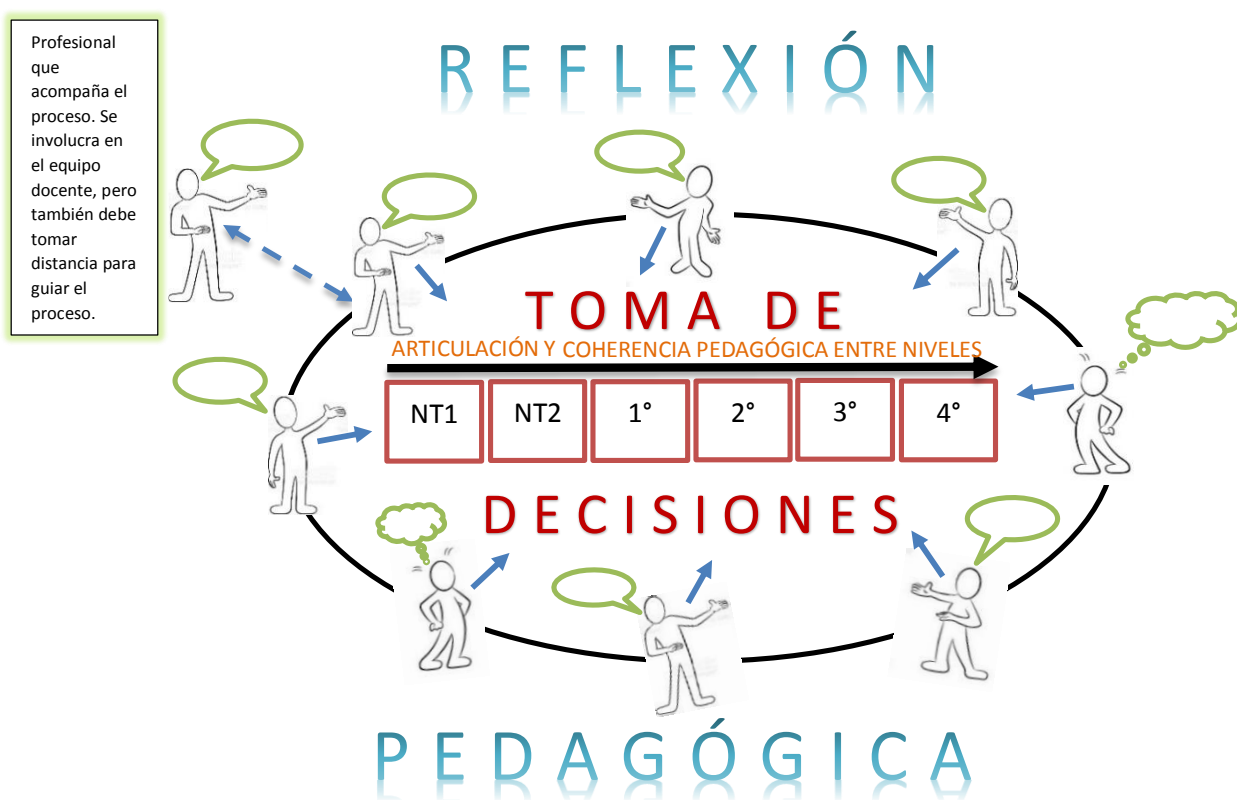 Profesional
que
acompaña el
proceso. Se
involucra en
el equipo
docente, pero
también debe
tomar
distancia para
guiar el
proceso.
REFLEXIÓN
TOMA DE
ARTICULACIÓN Y COHERENCIA PEDAGÓGICA ENTRE NIVELES
NT1 NT2 1° 2° 3° 4°
DECISIONES
PEDAGÓGICA